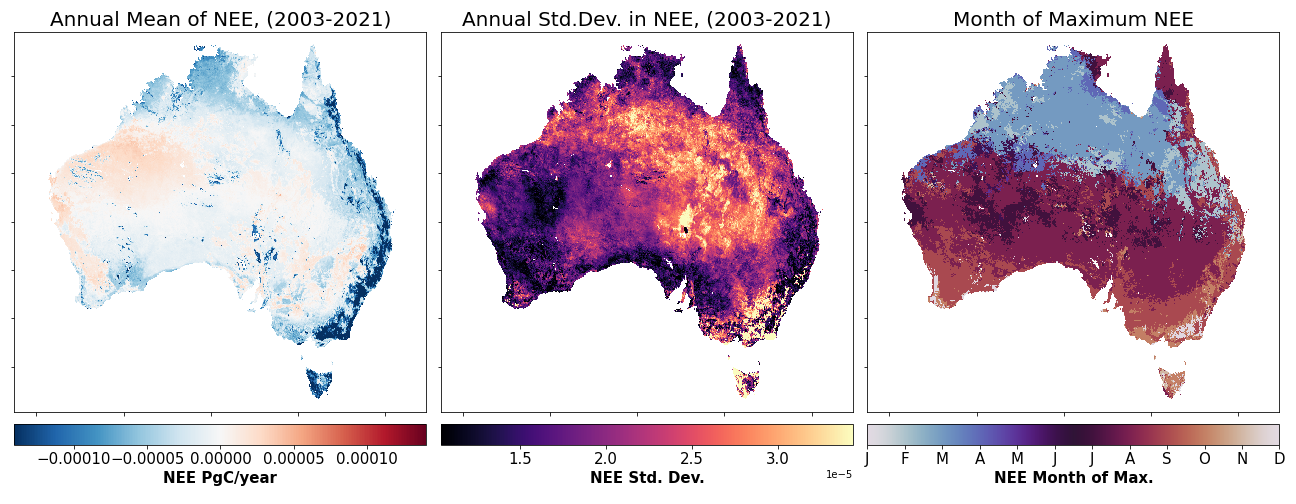 Annual Mean of NEE, (2003-2021)
Annual Std.Dev. in NEE, (2003-2021)
Month of Maximum NEE
−0.00010 −0.00005 0.00000 0.00005 0.00010
NEE PgC/year
1.5 2.0 2.5 3.0
1e−5
NEE Std. Dev.
J F M A M J J A S O N D
NEE Month of Max.